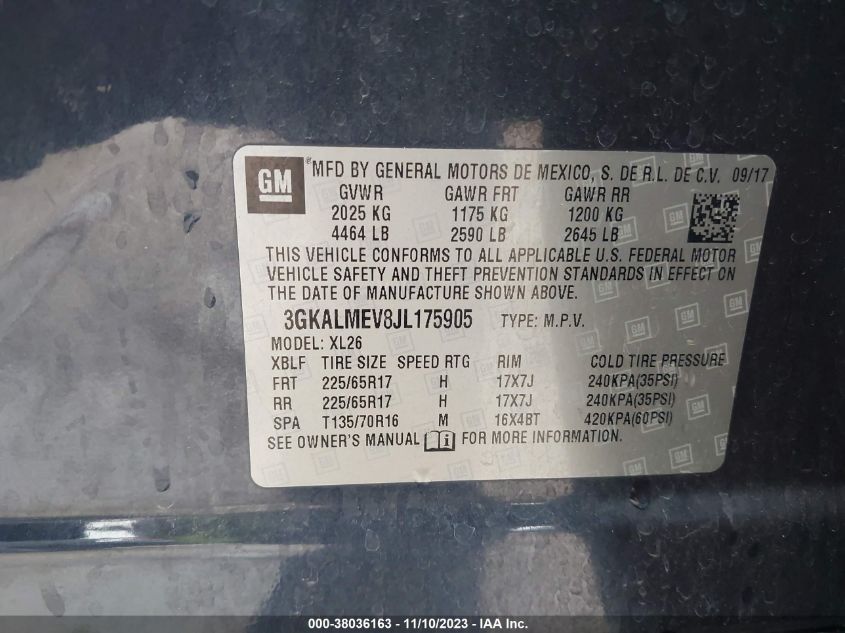 GM ® MFD BY GENERAL MOTORS DE MEXICO, S. DE R.L. DE C.V. 09/17
GVWR GAWR FRT GAWR RR
2025 KG 1175 KG 1200 KG
4464 LB 2590 LB 2645 LB
THIS VEHICLE CONFORMS TO ALL APPLICABLE U.S. FEDERAL MOTOR
VEHICLE SAFETY AND THEFT PREVENTION STANDARDS IN EFFECT ON
THE DATE OF MANUFACTURE SHOWN ABOVE.
3GKALMEV8JL175905 TYPE: M.P.V.
MODEL: XL26
XBLF TIRE SIZE SPEED RTG RIM COLD TIRE PRESSURE
FRT 225/65R17 H 17X7J 240KPA(35PSI)
RR 225/65R17 H 17X7J 240KPA(35PSI)
SPA T135/70R16 M 16X4BT 420KPA(60PSI)
SEE OWNER'S MANUAL i FOR MORE INFORMATION.
000-38036163 - 11/10/2023 - IAA Inc.